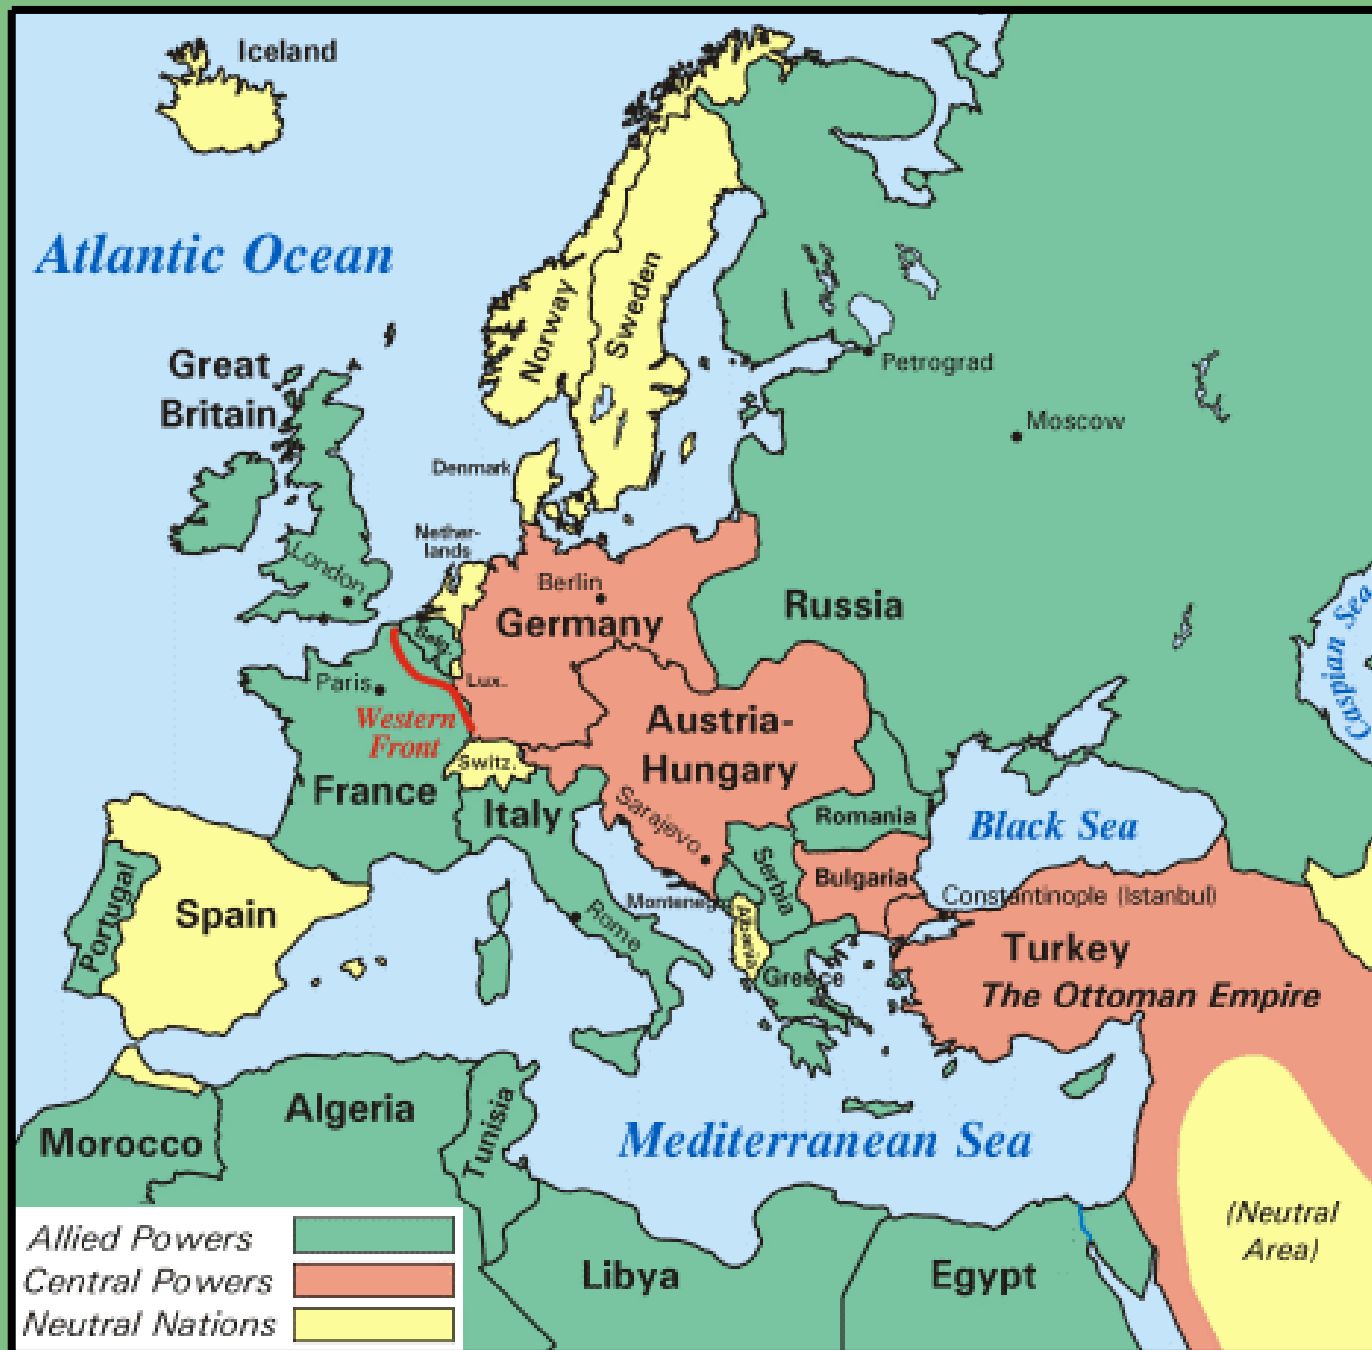 Iceland
Atlantic Ocean
Norway
Sweden
Great
Britain
Petrograd
Moscow
Denmark
Nether-
lands
London
Berlin
Germany
Russia
Caspian Sea
Belg.
Paris
Lux.
Western
Front
Austria-
Hungary
Switz.
France
Italy
Sarajevo
Romania
Black Sea
Portugal
Spain
Serbia
Bulgaria
Constantinople (Istanbul)
Montenegro
Albania
Rome
Greece
Turkey
The Ottoman Empire
Algeria
Tunisia
Morocco
Mediterranean Sea
(Neutral
Area)
Libya
Egypt
Allied Powers
Central Powers
Neutral Nations